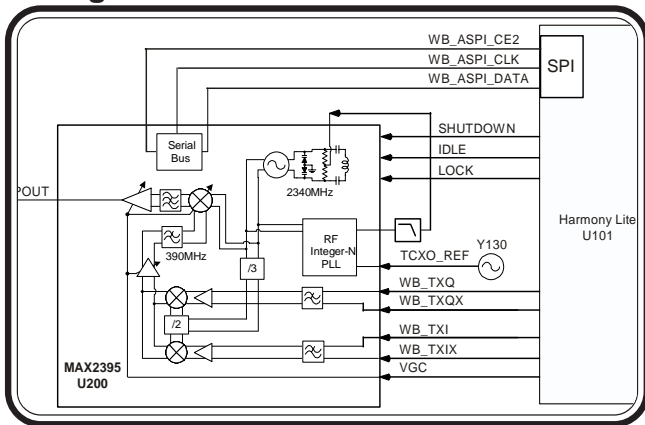 WB_ASPI_CE2
WB_ASPI_CLK
WB_ASPI_DATA
SPI
Serial
Bus
SHUTDOWN
IDLE
LOCK
2340MHz
POUT
Harmony Lite
U101
RF
Integer-N
PLL
Y130
TCXO_REF
390MHz
/3
WB_TXQ
WB_TXQX
/2
WB_TXI
WB_TXIX
VGC
MAX2395
U200